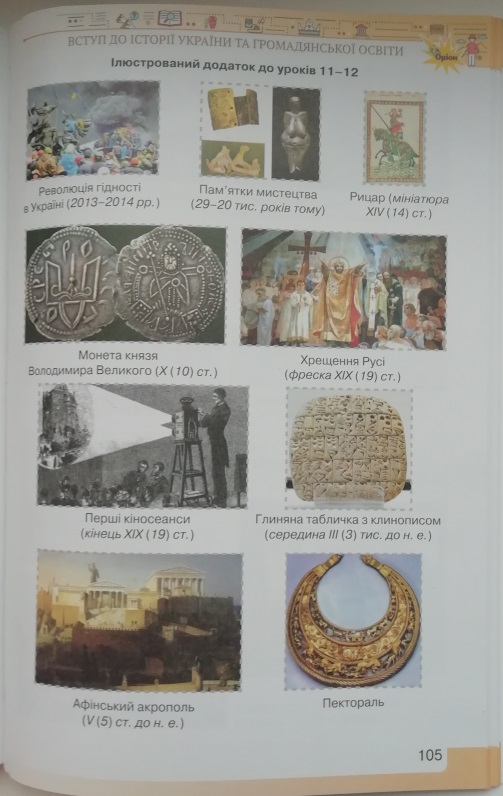 ВСТУП ДО ІСТОРІЇ УКРАЇНИ ТА ГРОМАДЯНСЬКОЇ ОСВІТИ
Оріон
Ілюстрований додаток до уроків 11–12
Революція гідності
в Україні (2013–2014 рр.)
Пам'ятки мистецтва
(29–20 тис. років тому)
Рицар (мініатюра
XIV (14) ст.)
Монета князя
Володимира Великого (X (10) ст.)
Хрещення Русі
(фреска XIX (19) ст.)
Перші кіносеанси
(кінець XIX (19) ст.)
Глиняна табличка з клинописом
(середина III (3) тис. до н. е.)
Афінський акрополь
(V (5) ст. до н. е.)
Пектораль
105